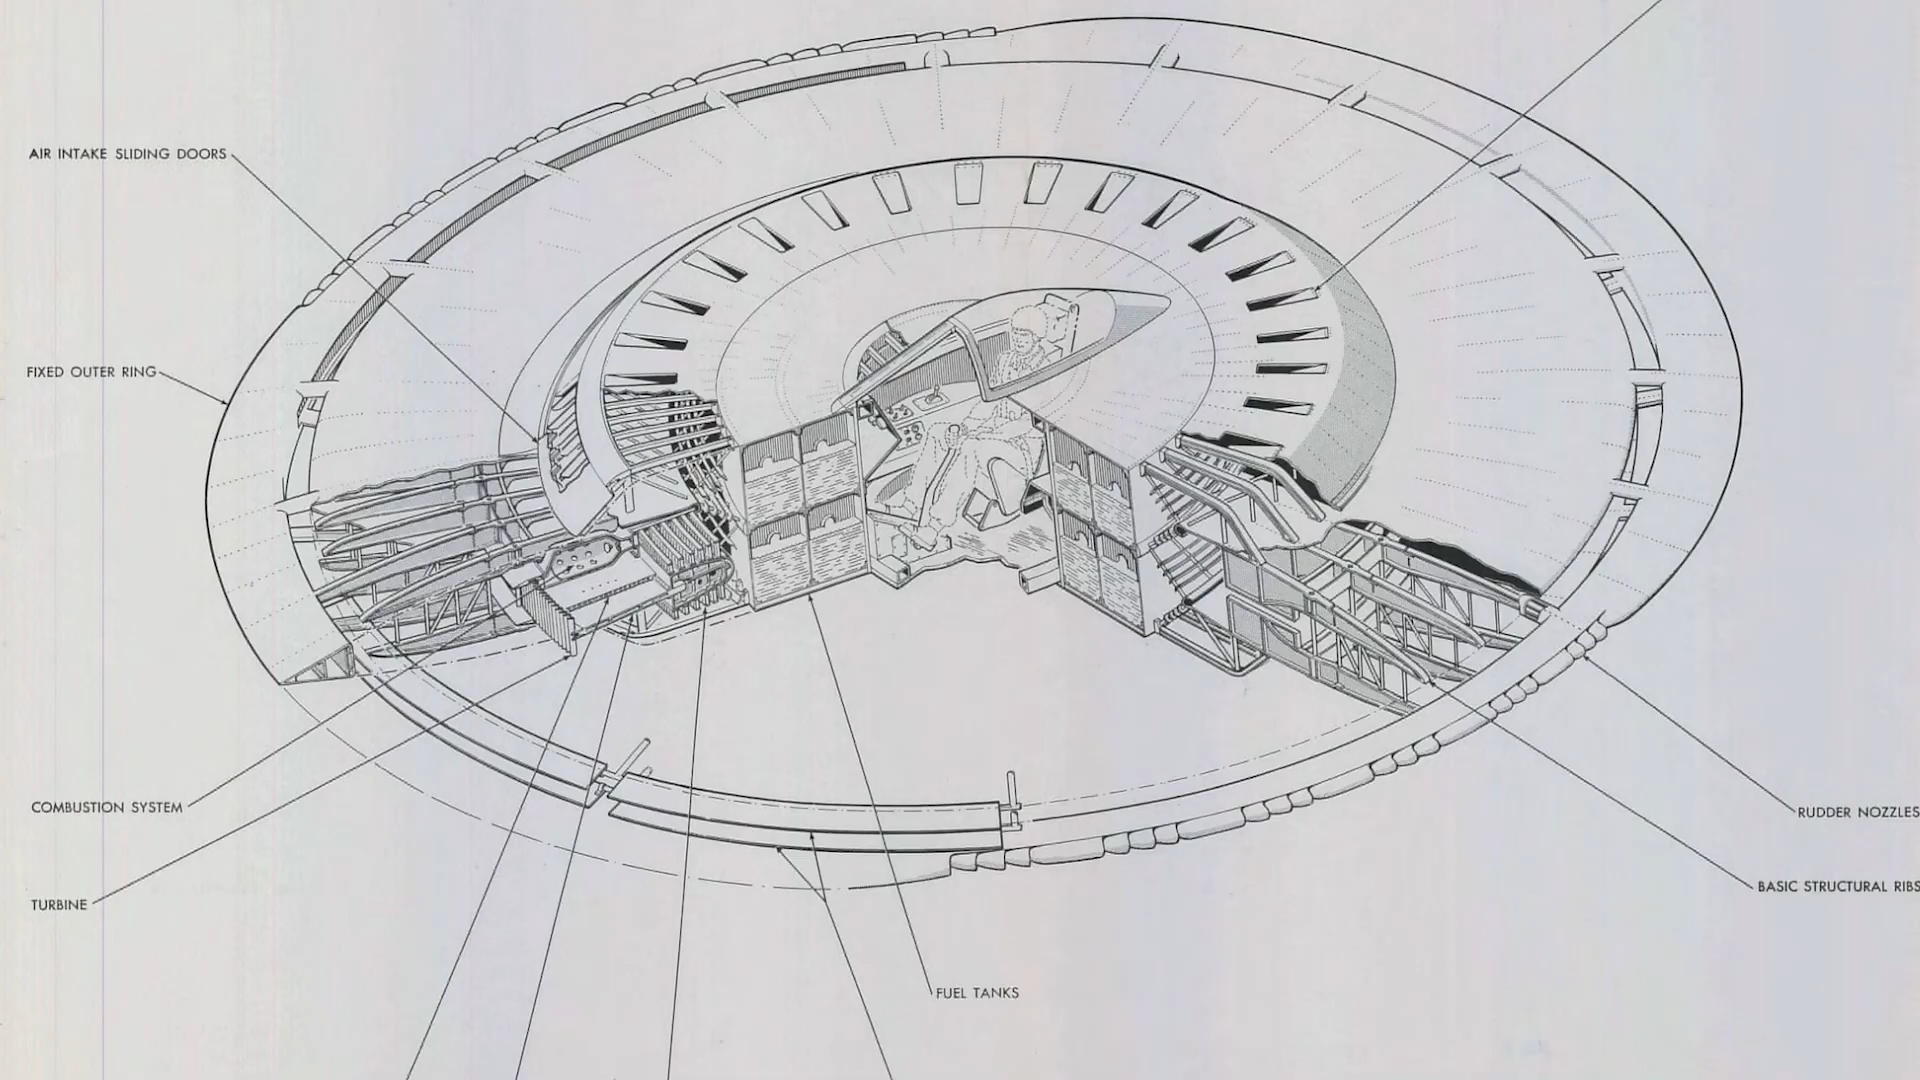 AIR INTAKE SLIDING DOORS
FIXED OUTER RING
COMBUSTION SYSTEM
RUDDER NOZZLES
BASIC STRUCTURAL RIBS
TURBINE
FUEL TANKS